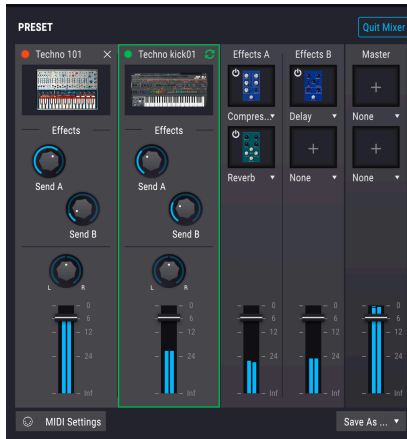 PRESET
Quit Mixer
Techno 101
Techno kick01
Effects A
Effects B
Master
Effects
Effects
Compres...
Delay
None
Send A
Send A
Reverb
None
None
Send B
Send B
L R
L R
0
0
0
0
0
6
6
6
6
6
12
12
12
12
12
24
24
24
24
24
Inf
Inf
Inf
Inf
Inf
MIDI Settings
Save As ...